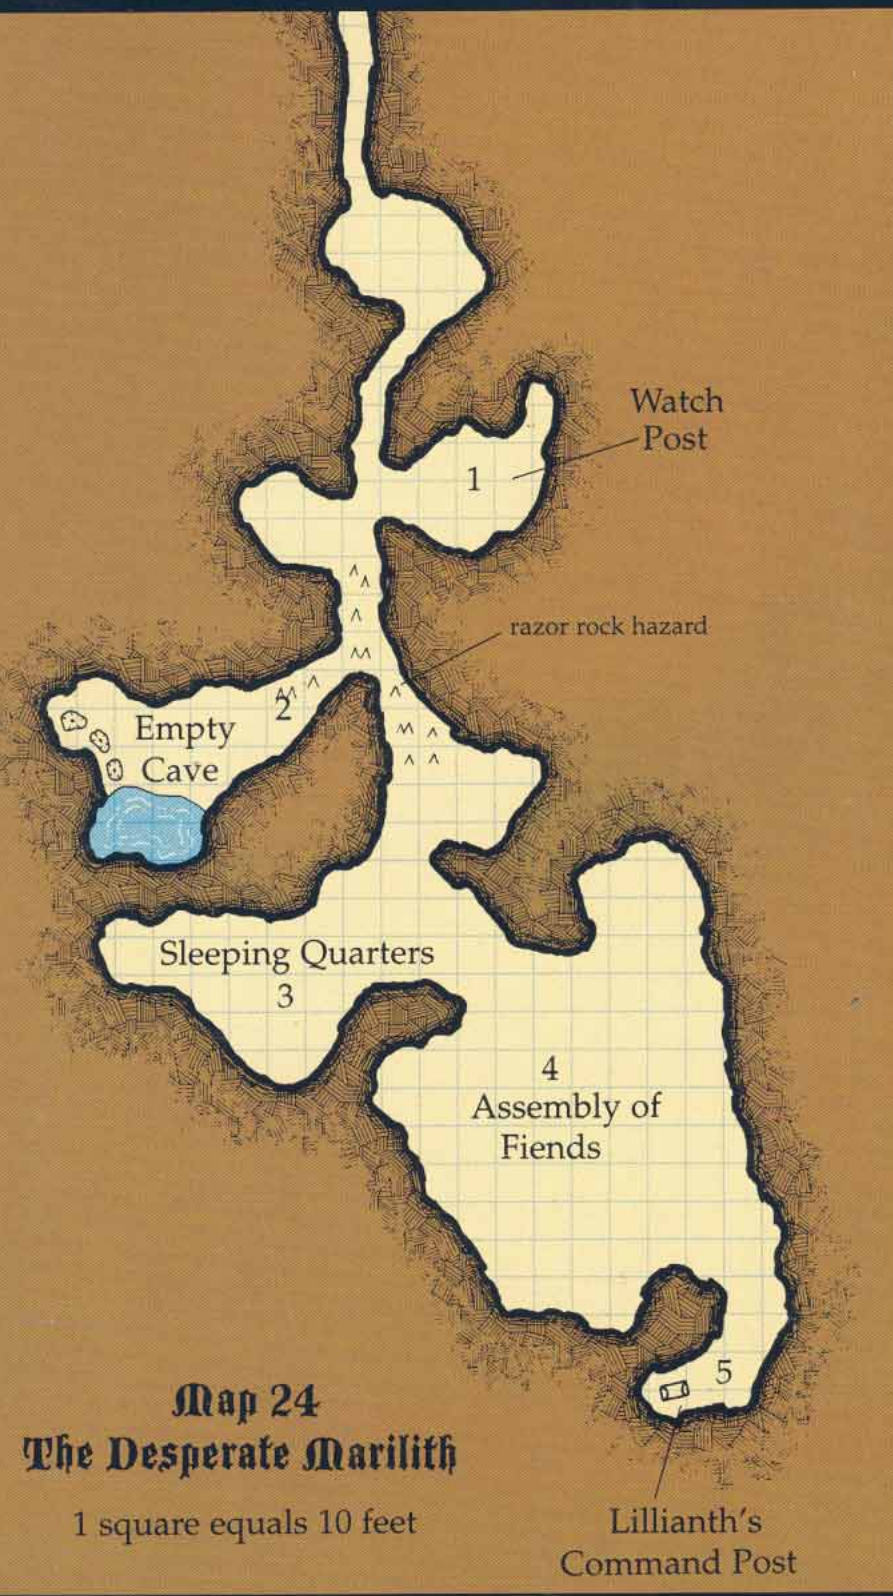 Watch
Post
1
razor rock hazard
2
Empty
Cave
Sleeping Quarters
3
4
Assembly of
Fiends
5
Map 24
The Desperate Marilith
1 square equals 10 feet
Lillianth's
Command Post